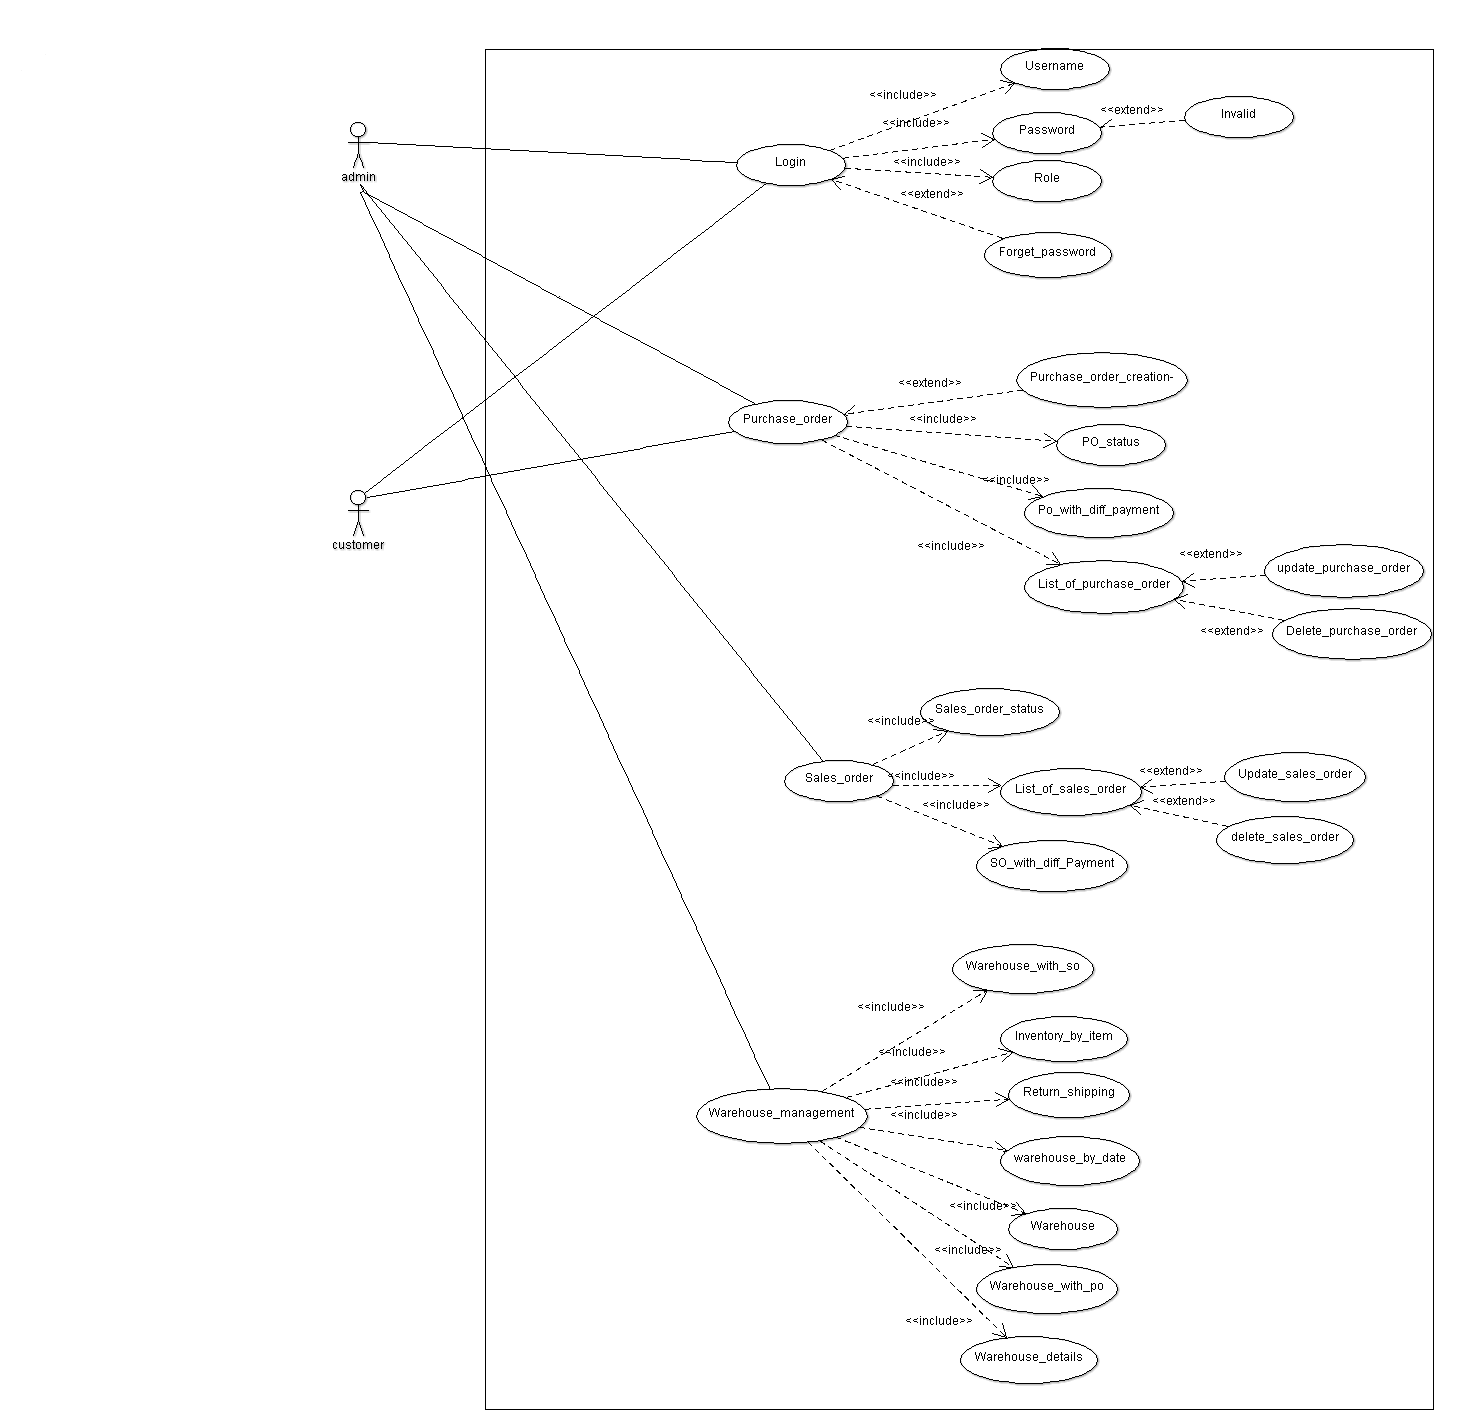 Username
<<include>>
<<extend>>
Invalid
<<include>>
Password
admin
Login
<<include>>
Role
<<extend>>
Forget_password
Purchase_order_creation-
<<extend>>
Purchase_order
<<include>>
PO_status
<<include>>
Po_with_diff_payment
customer
<<include>>
<<extend>>
update_purchase_order
List_of_purchase_order
<<extend>>
Delete_purchase_order
Sales_order_status
<<include>>
Sales_order
<<include>>
List_of_sales_order
<<extend>>
Update_sales_order
<<extend>>
<<include>>
delete_sales_order
SO_with_diff_Payment
Warehouse_with_so
<<include>>
Inventory_by_item
<<include>>
<<include>>
Return_shipping
Warehouse_management
<<include>>
warehouse_by_date
<<include>>
Warehouse
<<include>>
Warehouse_with_po
<<include>>
Warehouse_details